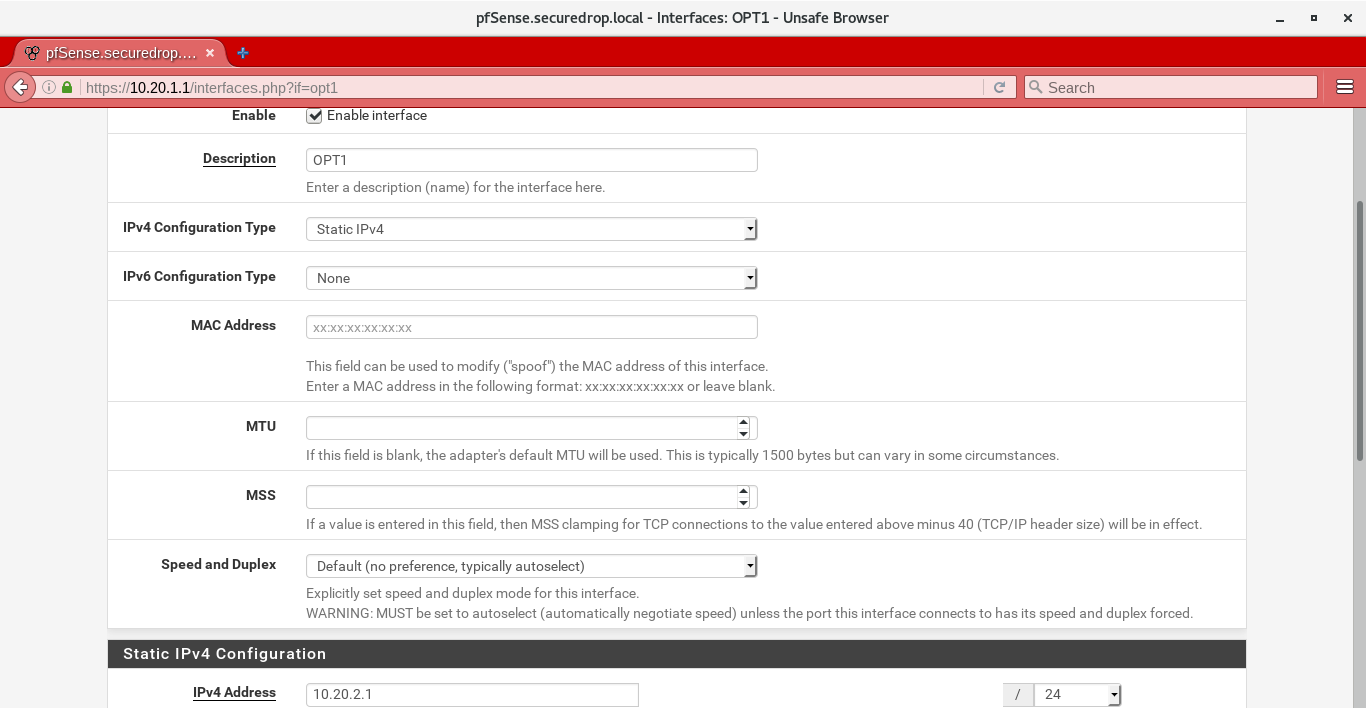 pfSense.securedrop.local - Interfaces: OPT1 - Unsafe Browser
pfSense.securedrop.…
https://10.20.1.1/interfaces.php?if=opt1
Search
Enable
Enable interface
Description
OPT1
Enter a description (name) for the interface here.
IPv4 Configuration Type
Static IPv4
IPv6 Configuration Type
None
MAC Address
xx:xx:xx:xx:xx:xx
This field can be used to modify ("spoof") the MAC address of this interface.
Enter a MAC address in the following format: xx:xx:xx:xx:xx:xx or leave blank.
MTU
If this field is blank, the adapter's default MTU will be used. This is typically 1500 bytes but can vary in some circumstances.
MSS
If a value is entered in this field, then MSS clamping for TCP connections to the value entered above minus 40 (TCP/IP header size) will be in effect.
Speed and Duplex
Default (no preference, typically autoselect)
Explicitly set speed and duplex mode for this interface.
WARNING: MUST be set to autoselect (automatically negotiate speed) unless the port this interface connects to has its speed and duplex forced.
Static IPv4 Configuration
IPv4 Address
10.20.2.1
/ 24